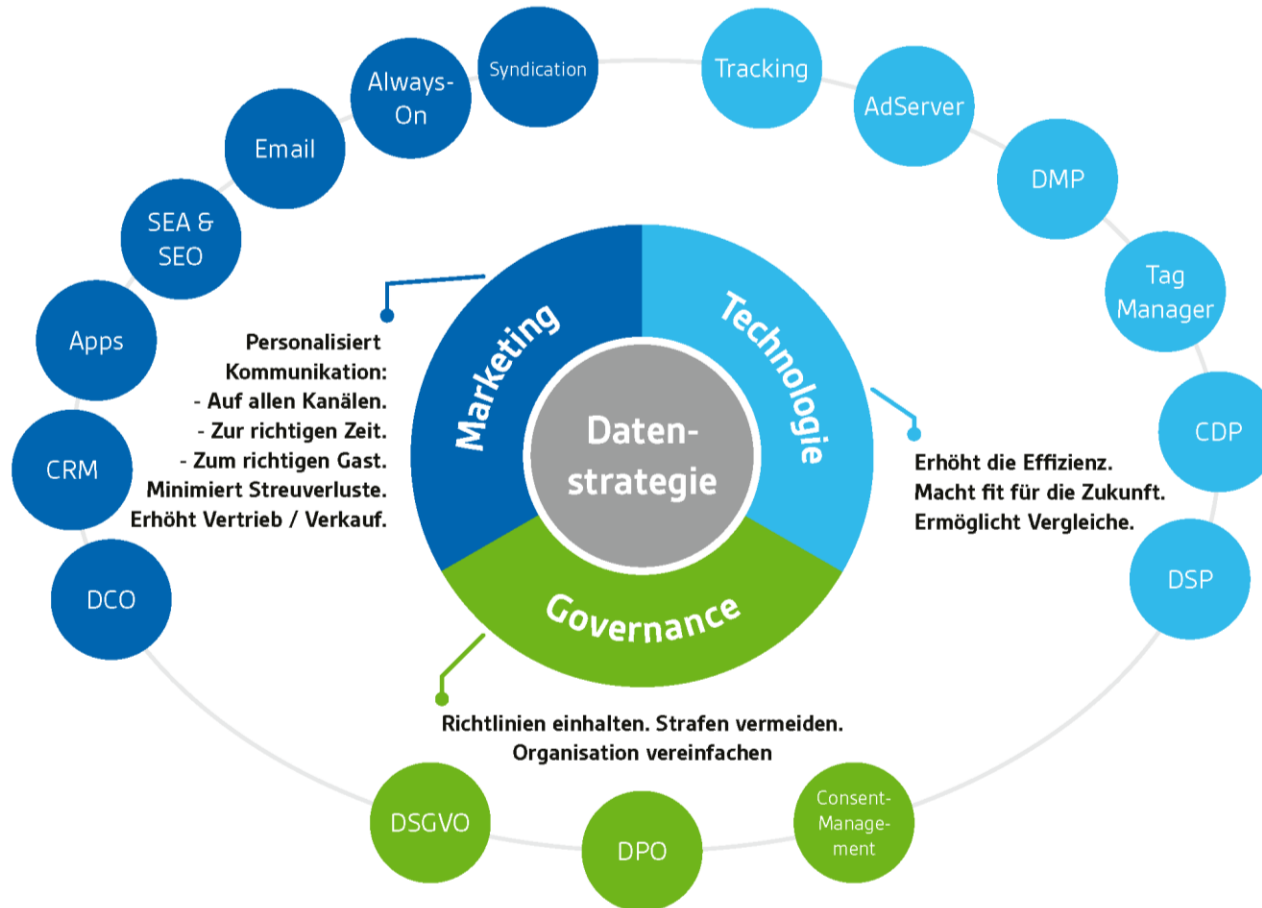 Syndication
Always-
On
Email
SEA &
SEO
Apps
CRM
DCO
Tracking
AdServer
DMP
Tag
Manager
CDP
DSP
Marketing
Technologie
Governance
Daten-
strategie
Personalisiert
Kommunikation:
- Auf allen Kanälen.
- Zur richtigen Zeit.
- Zum richtigen Gast.
Minimiert Streuverluste.
Erhöht Vertrieb / Verkauf.
Erhöht die Effizienz.
Macht fit für die Zukunft.
Ermöglicht Vergleiche.
Richtlinien einhalten. Strafen vermeiden.
Organisation vereinfachen
DSGVO
DPO
Consent-
Manage-
ment